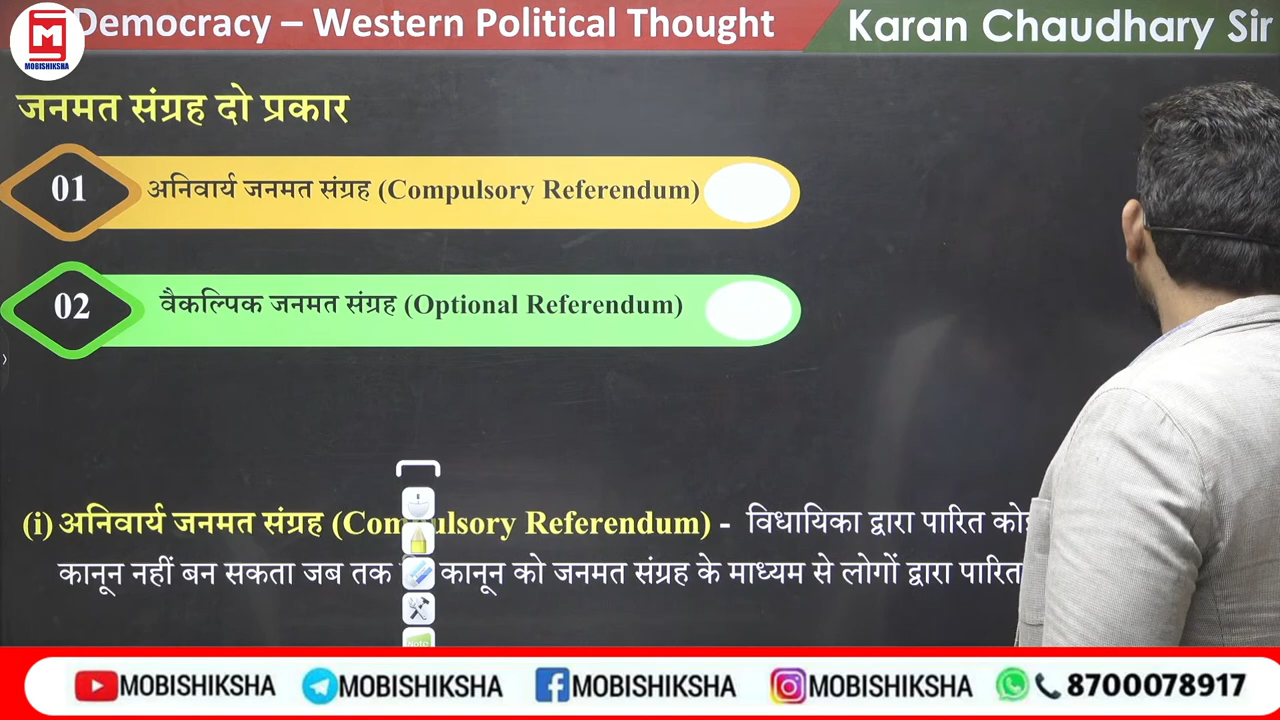 Democracy – Western Political Thought
Karan Chaudhary Sir
M
MOBISHIKSHA
जनमत संग्रह दो प्रकार
01 अनिवार्य जनमत संग्रह (Compulsory Referendum)
02 वैकल्पिक जनमत संग्रह (Optional Referendum)
(i) अनिवार्य जनमत संग्रह (Compulsory Referendum) - विधायिका द्वारा पारित
कानून नहीं बन सकता जब तक कानून को जनमत संग्रह के माध्यम से लोगों द्वारा पारित
Note
MOBISHIKSHA MOBISHIKSHA MOBISHIKSHA MOBISHIKSHA 8700078917